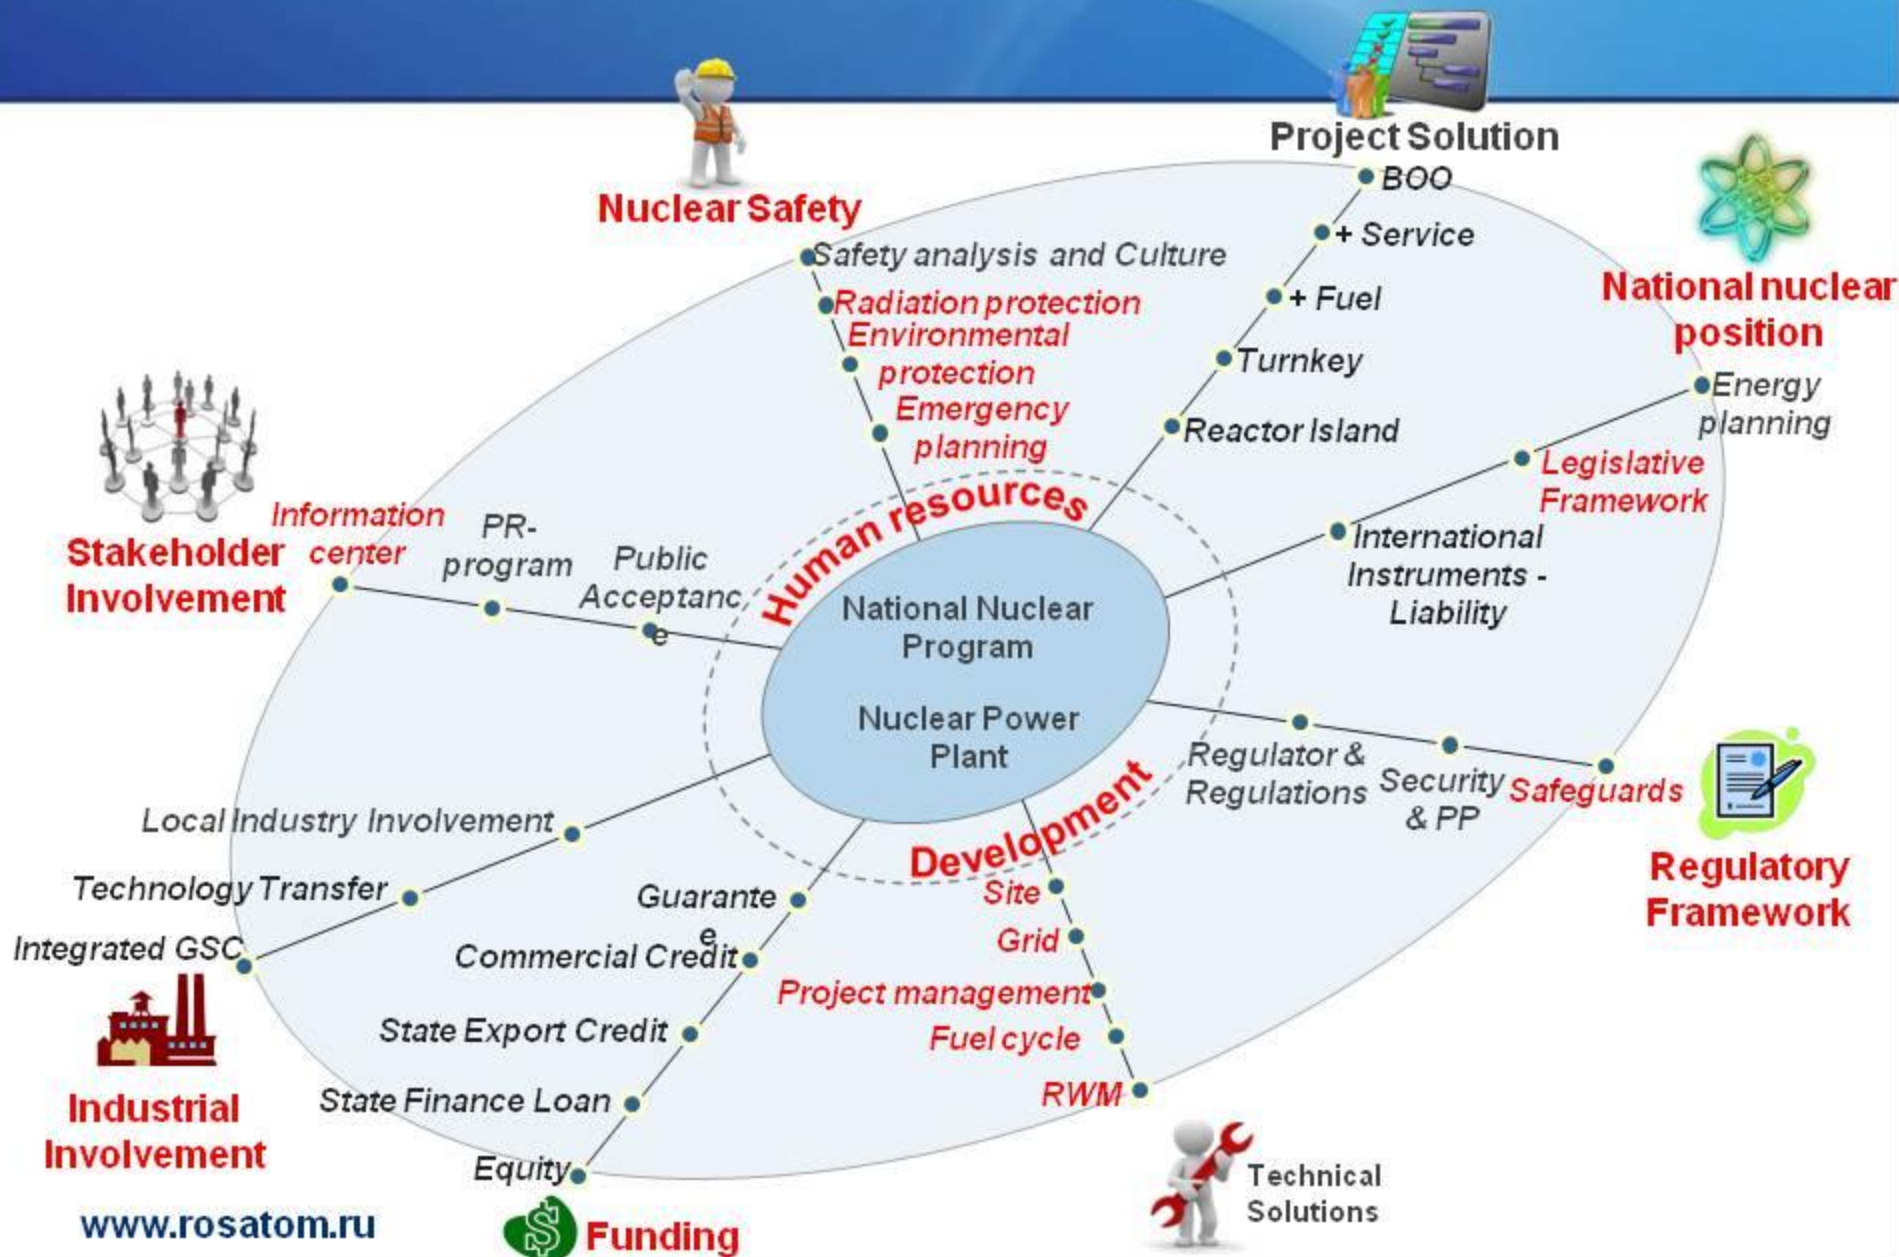 Project Solution
BOO
+ Service
+ Fuel
Turnkey
Reactor Island
Nuclear Safety
Safety analysis and Culture
Radiation protection
Environmental
protection
Emergency
planning
National nuclear
position
Energy
planning
Legislative
Framework
International
Instruments -
Liability
Stakeholder
Involvement
Information
center
PR-
program
Public
Acceptanc
e
Human resources
National Nuclear
Program
Nuclear Power
Plant
Development
Regulator &
Regulations
Security
& PP
Safeguards
Regulatory
Framework
Local Industry Involvement
Technology Transfer
Integrated GSC
Industrial
Involvement
Guarante
e
Commercial Credit
State Export Credit
State Finance Loan
Equity
Funding
Site
Grid
Project management
Fuel cycle
RWM
Technical
Solutions
www.rosatom.ru